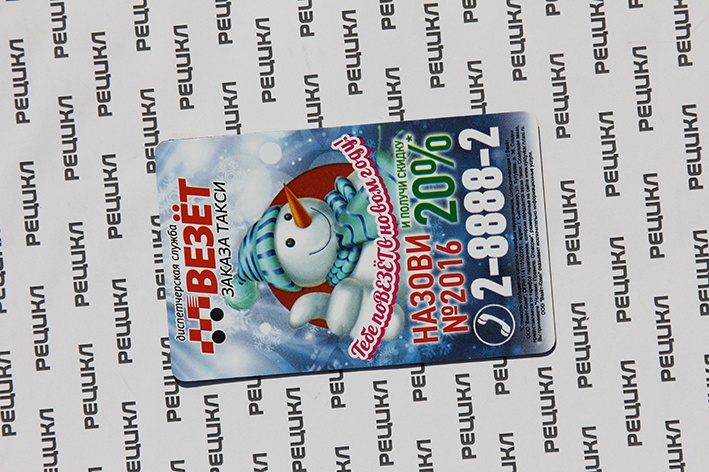 диспетчерская служба
ВЕЗЁТ
ЗАКАЗА ТАКСИ
Тебе поВЕЗЁТ в новом году!
НАЗОВИ
№2016
И ПОЛУЧИ СКИДКУ
20%*
2-8888-2
РЕЦИКЛ